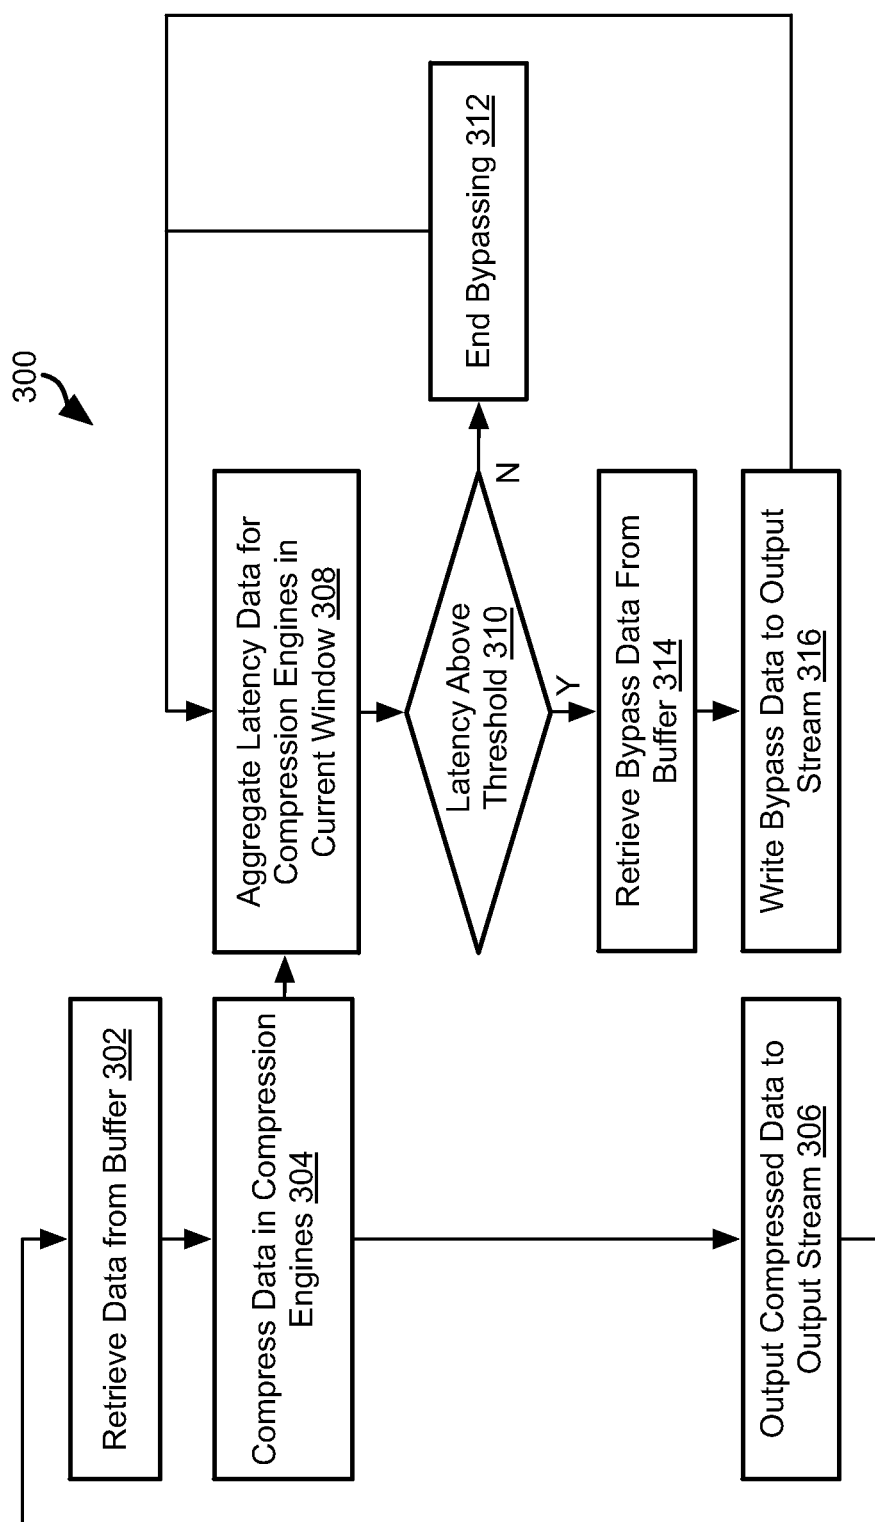 300
Retrieve Data from Buffer 302
Compress Data in Compression
Engines 304
Output Compressed Data to
Output Stream 306
Aggregate Latency Data for
Compression Engines in
Current Window 308
Latency Above
Threshold 310
N
Y
End Bypassing 312
Retrieve Bypass Data From
Buffer 314
Write Bypass Data to Output
Stream 316